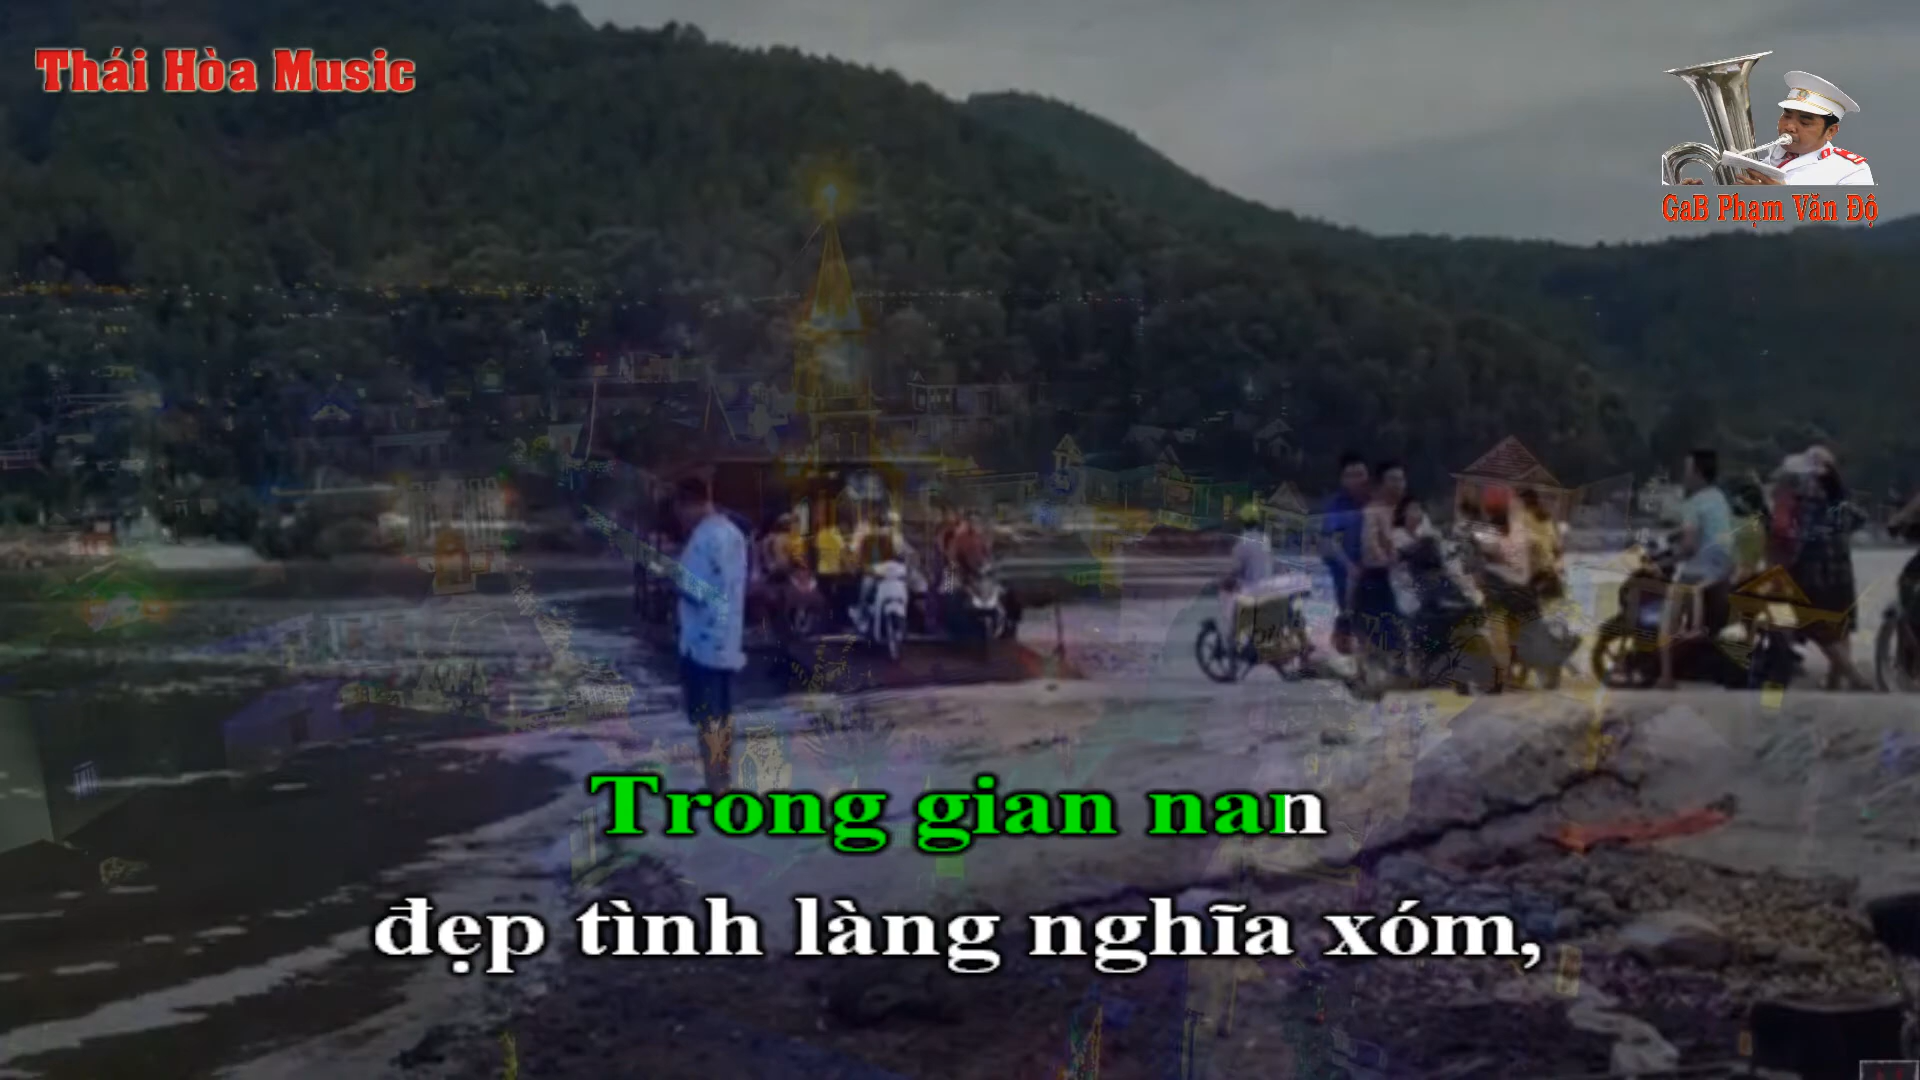 Thái Hòa Music
GaB Phạm Văn Độ
Trong gian nan
đẹp tình làng nghĩa xóm,